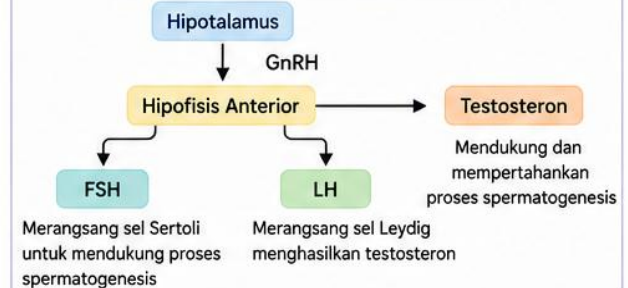 Hipotalamus
GnRH
Hipofisis Anterior
Testosteron
Mendukung dan
mempertahankan
proses spermatogenesis
FSH
Merangsang sel Sertoli
untuk mendukung proses
spermatogenesis
LH
Merangsang sel Leydig
menghasilkan testosteron